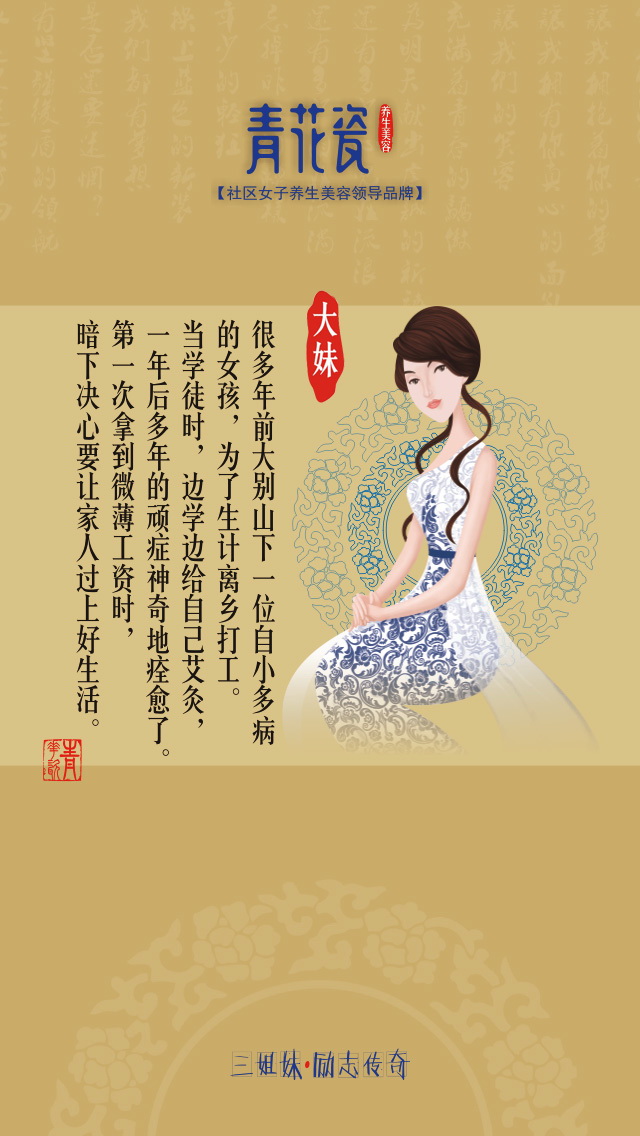 青花瓷
养生美容
【社区女子养生美容领导品牌】
大妹
很多年前大别山下一位自小多病
的女孩，为了生计离乡打工。
当学徒时，边学边给自己艾灸，
一年后多年的顽症神奇地痊愈了。
第一次拿到微薄工资时，
暗下决心要让家人过上好生活。
三姐妹·励志传奇